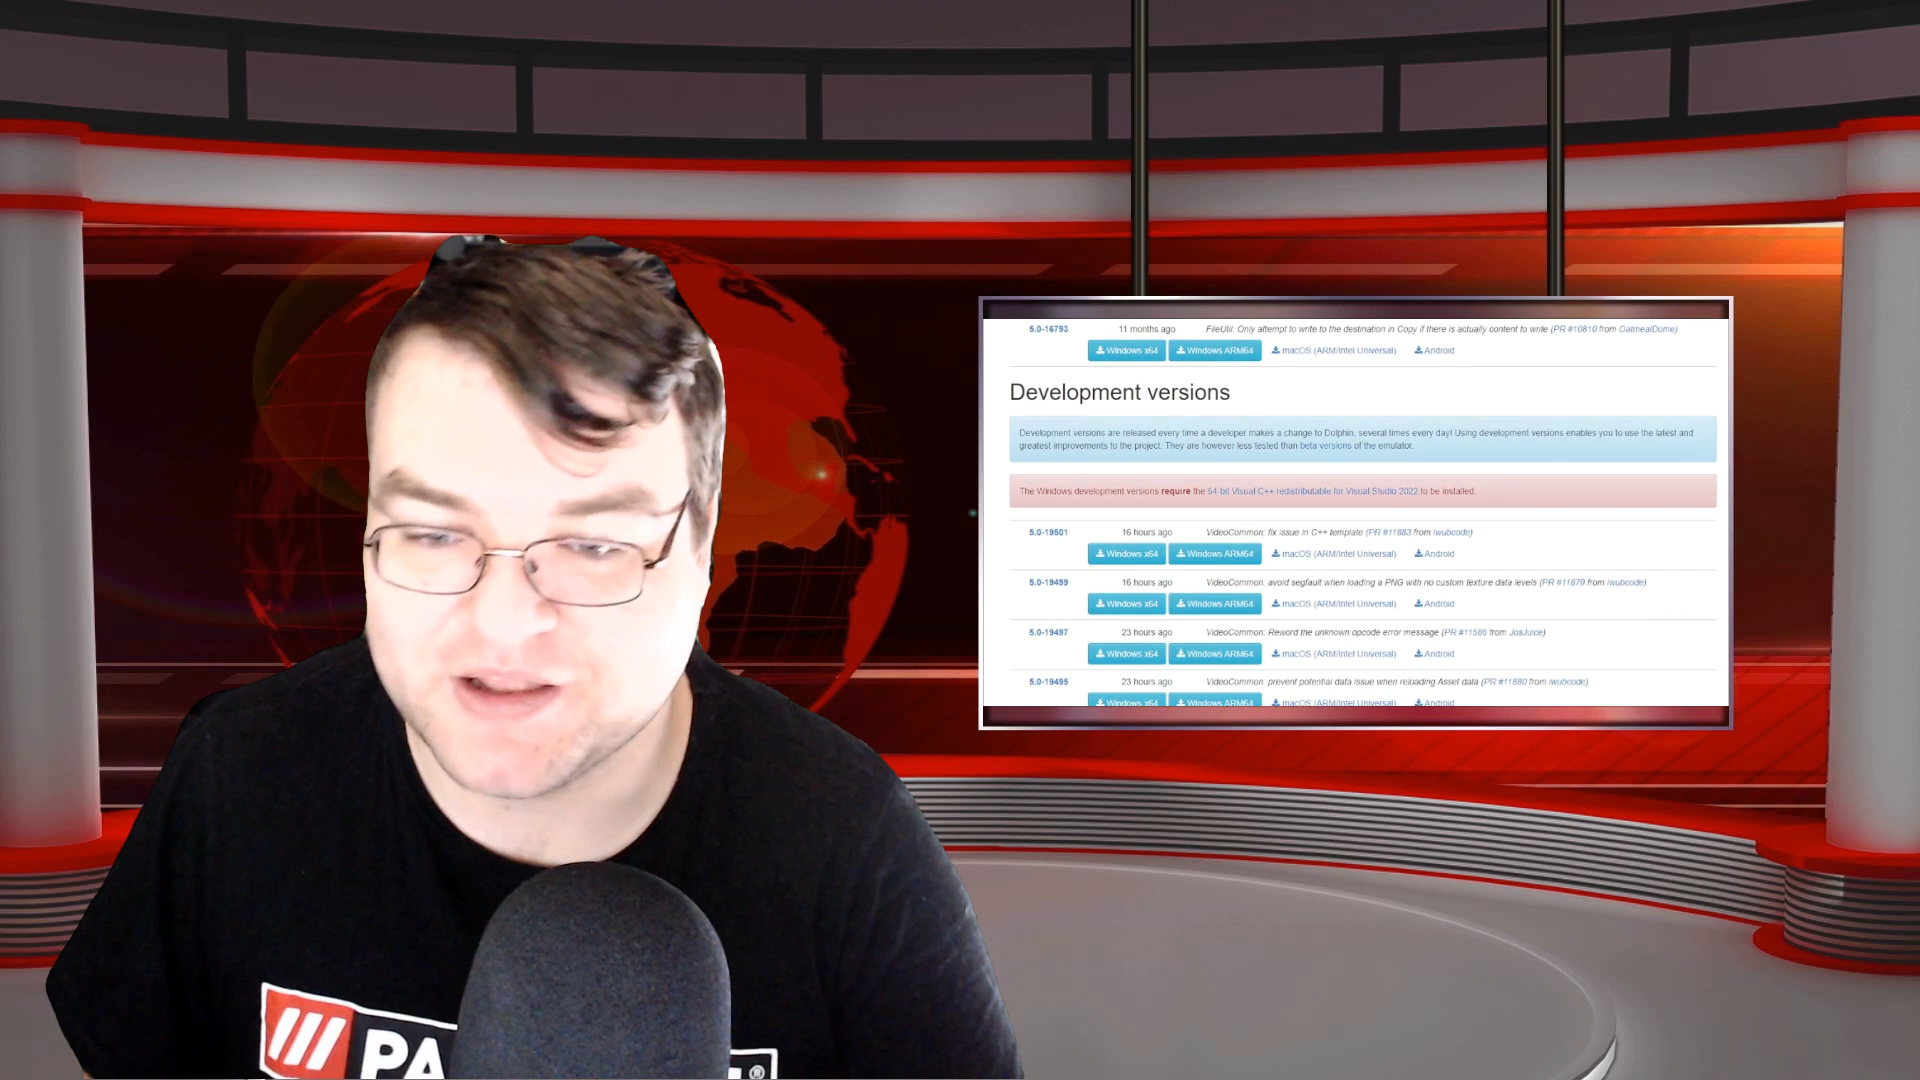 5.0-16793 11 months ago FileUtil: Only attempt to write to the destination in Copy if there is actually content to write (PR #10810 from OatmealDome)
Windows x64 Windows ARM64 macOS (ARM/Intel Universal) Android
Development versions
Development versions are released every time a developer makes a change to Dolphin, several times every day! Using development versions enables you to use the latest and
greatest improvements to the project. They are however less tested than beta versions of the emulator.
The Windows development versions require the 64-bit Visual C++ redistributable for Visual Studio 2022 to be installed.
5.0-19501 16 hours ago VideoCommon: fix issue in C++ template (PR #11883 from iwubcode)
Windows x64 Windows ARM64 macOS (ARM/Intel Universal) Android
5.0-19499 16 hours ago VideoCommon: avoid segfault when loading a PNG with no custom texture data levels (PR #11879 from iwubcode)
Windows x64 Windows ARM64 macOS (ARM/Intel Universal) Android
5.0-19497 23 hours ago VideoCommon: Reword the unknown opcode error message (PR #11586 from JosJuice)
Windows x64 Windows ARM64 macOS (ARM/Intel Universal) Android
5.0-19495 23 hours ago VideoCommon: prevent potential data issue when reloading Asset data (PR #11880 from iwubcode)
Windows x64 Windows ARM64 macOS (ARM/Intel Universal) Android
PA
®